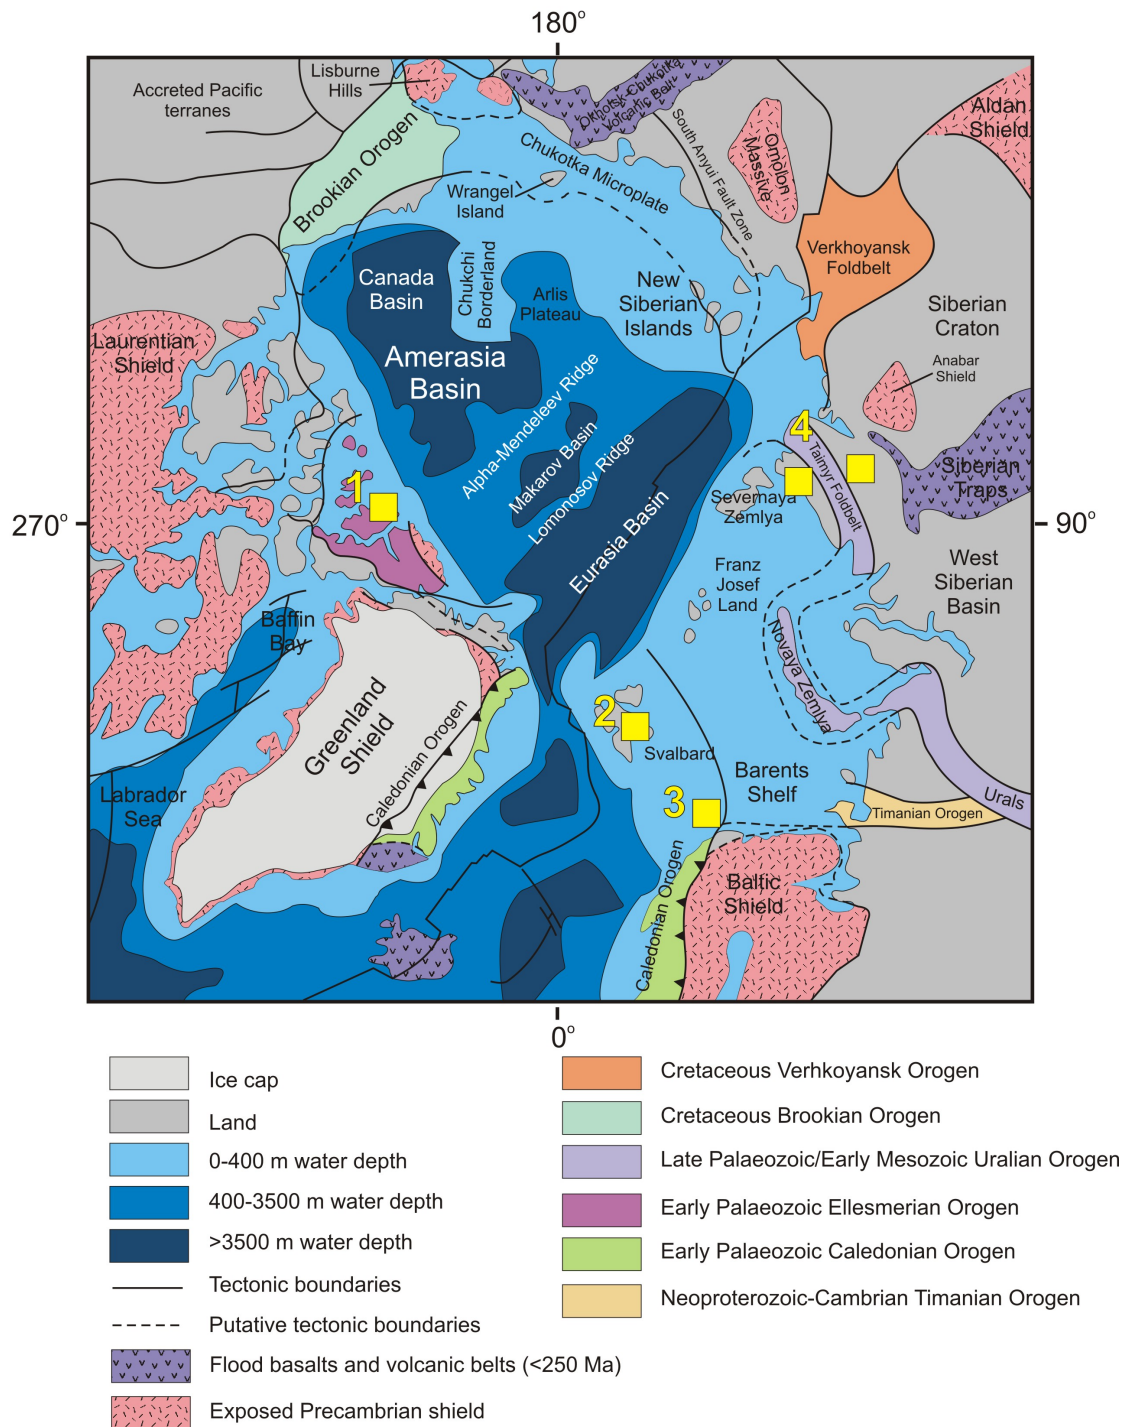 180°
Lisburne
Hills
Accreted Pacific
terranes
Okhotsk-Chukotka
Volcanic Belt
Aldan
Shield
Brookian Orogen
Chukotka Microplate
South Anyui Fault Zone
Omolon
Massive
Wrangel
Island
Verkhoyansk
Foldbelt
Canada
Basin
Chukchi
Borderland
Arlis
Plateau
New
Siberian
Islands
Siberian
Craton
Laurentian
Shield
Amerasia
Basin
Anabar
Shield
Alpha-Mendeleev Ridge
Makarov Basin
Lomonosov Ridge
4
Taimyr Foldbelt
Siberian
Traps
1
Severnaya
Zemlya
270°
90°
Eurasia Basin
Franz
Josef
Land
West
Siberian
Basin
Baffin
Bay
Novaya Zemlya
Greenland
Shield
2
Svalbard
Caledonian Orogen
Barents
Shelf
Labrador
Sea
3
Urals
Timanian Orogen
Caledonian Orogen
Baltic
Shield
0°
Ice cap
Land
0-400 m water depth
400-3500 m water depth
>3500 m water depth
Tectonic boundaries
Putative tectonic boundaries
Flood basalts and volcanic belts (<250 Ma)
Exposed Precambrian shield
Cretaceous Verhkoyansk Orogen
Cretaceous Brookian Orogen
Late Palaeozoic/Early Mesozoic Uralian Orogen
Early Palaeozoic Ellesmerian Orogen
Early Palaeozoic Caledonian Orogen
Neoproterozoic-Cambrian Timanian Orogen